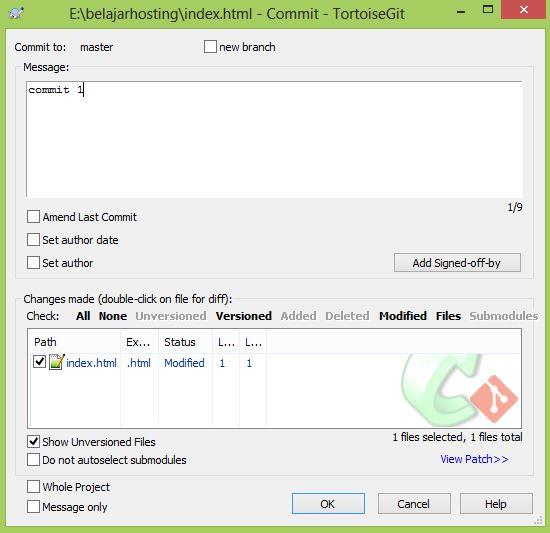 E:\belajarhosting\index.html - Commit - TortoiseGit
Commit to: master new branch
Message:
commit 1
1/9
Amend Last Commit
Set author date
Set author
Add Signed-off-by
Changes made (double-click on file for diff):
Check: All None Unversioned Versioned Added Deleted Modified Files Submodules
Path Ex... Status L... L...
index.html .html Modified 1 1
Show Unversioned Files
1 files selected, 1 files total
Do not autoselect submodules
View Patch>>
Whole Project
Message only
OK Cancel Help